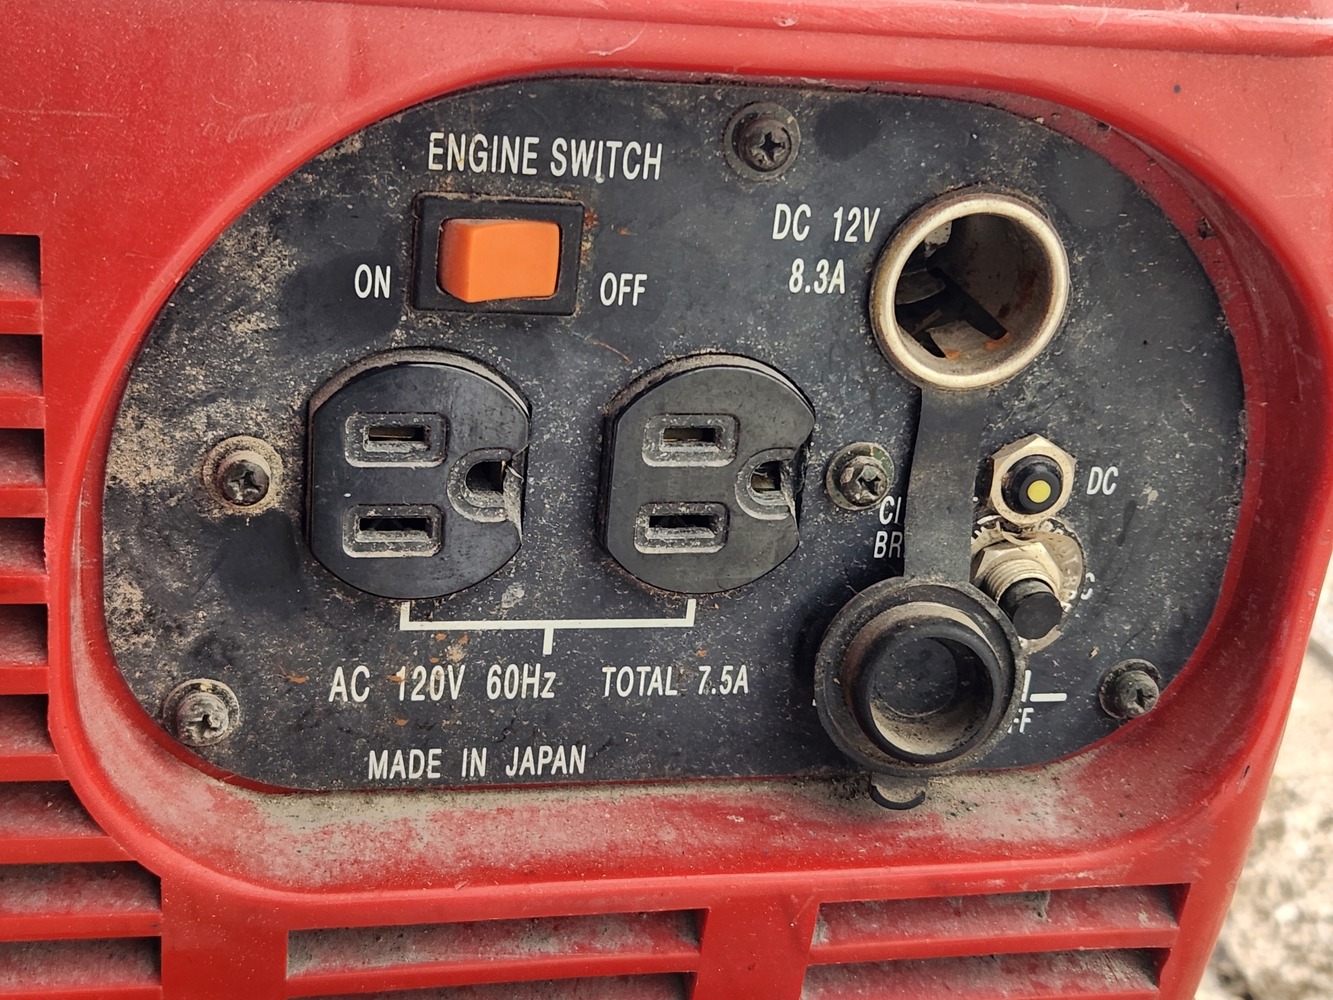 ENGINE SWITCH
ON
OFF
DC 12V
8.3A
DC
AC 120V 60Hz TOTAL 7.5A
MADE IN JAPAN